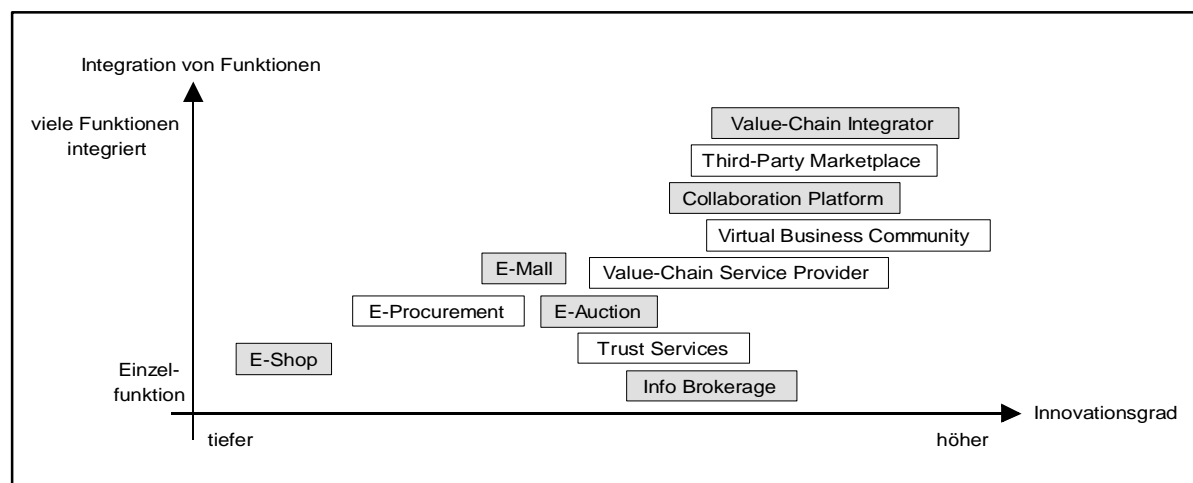 Integration von Funktionen
viele Funktionen
integriert
Value-Chain Integrator
Third-Party Marketplace
Collaboration Platform
Virtual Business Community
E-Mall
Value-Chain Service Provider
E-Procurement
E-Auction
Trust Services
E-Shop
Einzel-
funktion
Info Brokerage
Innovationsgrad
tiefer
höher